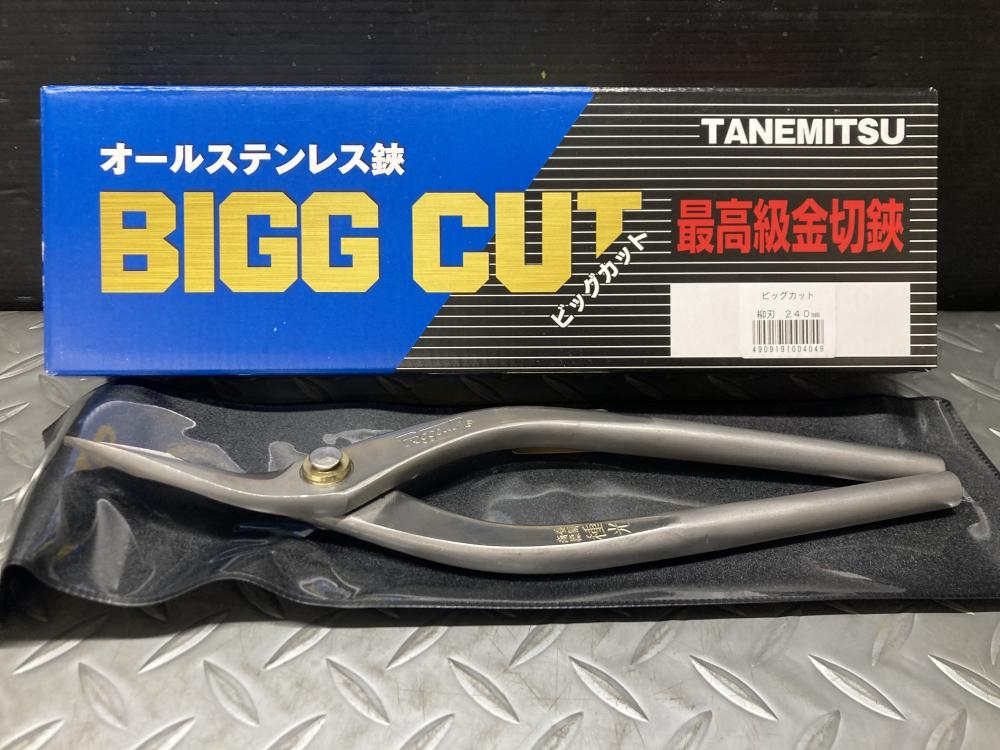 TANEMITSU
オールステンレス鋏
BIGG CUT
ビッグカット
最高級金切鋏
ビッグカット
柳刃 240mm
4909191004049